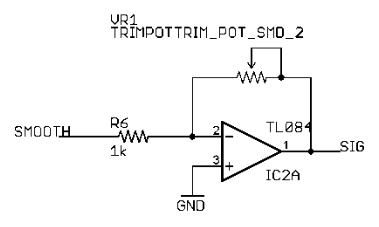 VR1
TRIMPOTTRIM_POT_SMD_2
R6
SMOOTH
1k
2
-
3
+
TL084
1
SIG
IC2A
GND